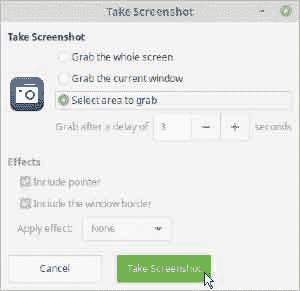 Take Screenshot
Take Screenshot
Grab the whole screen
Grab the current window
Select area to grab
Grab after a delay of 3 − + seconds
Effects
Include pointer
Include the window border
Apply effect: None
Cancel Take Screenshot